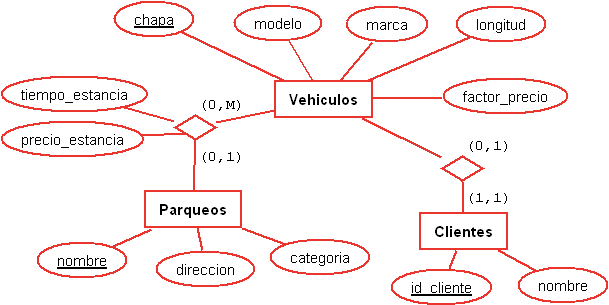 chapa
modelo
marca
longitud
tiempo_estancia
(0,M)
Vehiculos
factor_precio
precio_estancia
(0,1)
(0,1)
(1,1)
Parqueos
Clientes
nombre
direccion
categoria
id_cliente
nombre